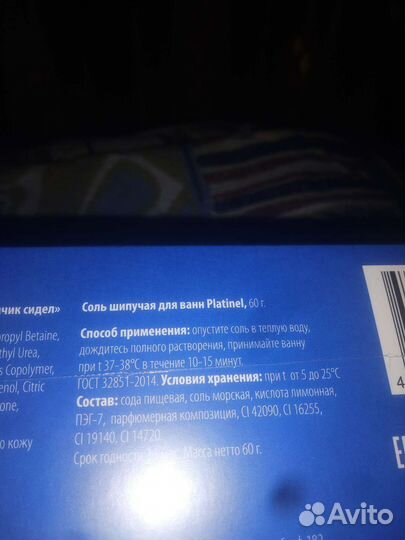 чик сидел»
propyl Betaine,
thyl Urea,
s Copolymer,
enol, Citric
one,
о кожу
Соль шипучая для ванн Platinel, 60 г.
Способ применения: опустите соль в теплую воду,
дождитесь полного растворения, принимайте ванну
при t 37-38°C в течение 10-15 минут.
ГОСТ 32851-2014. Условия хранения: при t от 5 до 25°C
Состав: сода пищевая, соль морская, кислота лимонная,
ПЭГ-7, парфюмерная композиция, CI 42090, CI 16255,
CI 19140, CI 14720
Срок годности: Масса нетто 60 г.
4
Avito